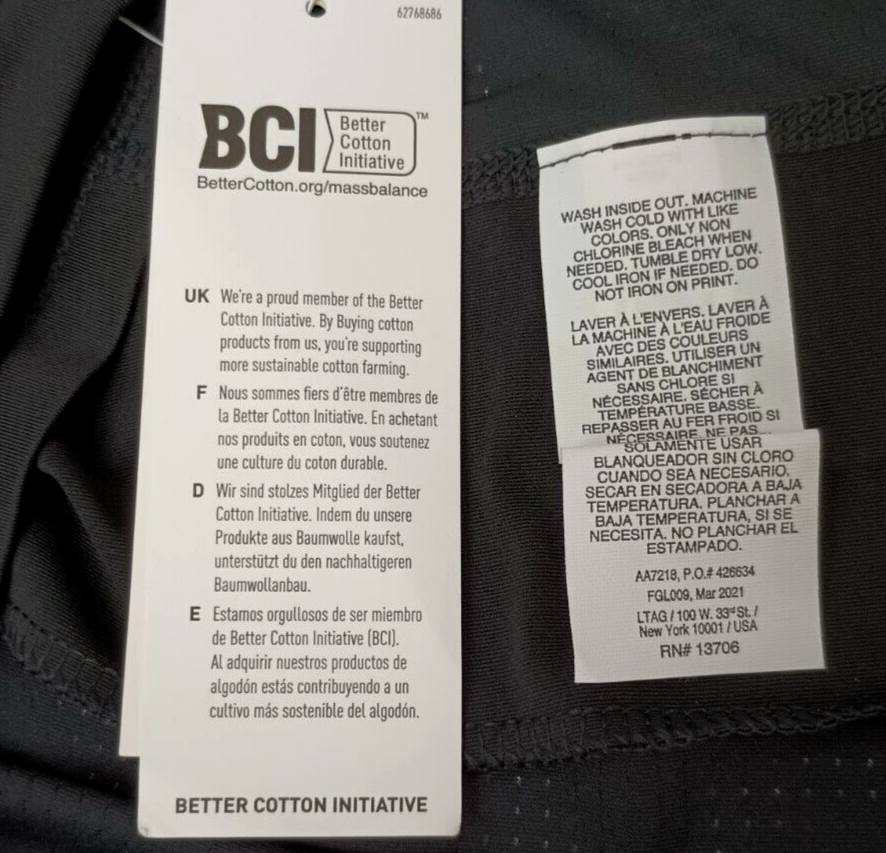 62768686
BCI Better
Cotton
Initiative ™
BetterCotton.org/massbalance
UK We're a proud member of the Better
Cotton Initiative. By Buying cotton
products from us, you're supporting
more sustainable cotton farming.
F Nous sommes fiers d'être membres de
la Better Cotton Initiative. En achetant
nos produits en coton, vous soutenez
une culture du coton durable.
D Wir sind stolzes Mitglied der Better
Cotton Initiative. Indem du unsere
Produkte aus Baumwolle kaufst,
unterstützt du den nachhaltigeren
Baumwollanbau.
E Estamos orgullosos de ser miembro
de Better Cotton Initiative (BCI).
Al adquirir nuestros productos de
algodón estás contribuyendo a un
cultivo más sostenible del algodón.
BETTER COTTON INITIATIVE
WASH INSIDE OUT. MACHINE
WASH COLD WITH LIKE
COLORS. ONLY NON
CHLORINE BLEACH WHEN
NEEDED. TUMBLE DRY LOW.
COOL IRON IF NEEDED. DO
NOT IRON ON PRINT.
LAVER À L'ENVERS. LAVER À
LA MACHINE À L'EAU FROIDE
AVEC DES COULEURS
SIMILAIRES. UTILISER UN
AGENT DE BLANCHIMENT
SANS CHLORE SI
NÉCESSAIRE. SÉCHER À
TEMPÉRATURE BASSE.
REPASSER AU FER FROID SI
NÉCESSAIRE. NE PAS
SOLAMENTE USAR
BLANQUEADOR SIN CLORO
CUANDO SEA NECESARIO.
SECAR EN SECADORA A BAJA
TEMPERATURA. PLANCHAR A
BAJA TEMPERATURA, SI SE
NECESITA. NO PLANCHAR EL
ESTAMPADO.
AA7218, P.O.# 426634
FGL009, Mar 2021
LTAG / 100 W. 33rd St. /
New York 10001 / USA
RN# 13706